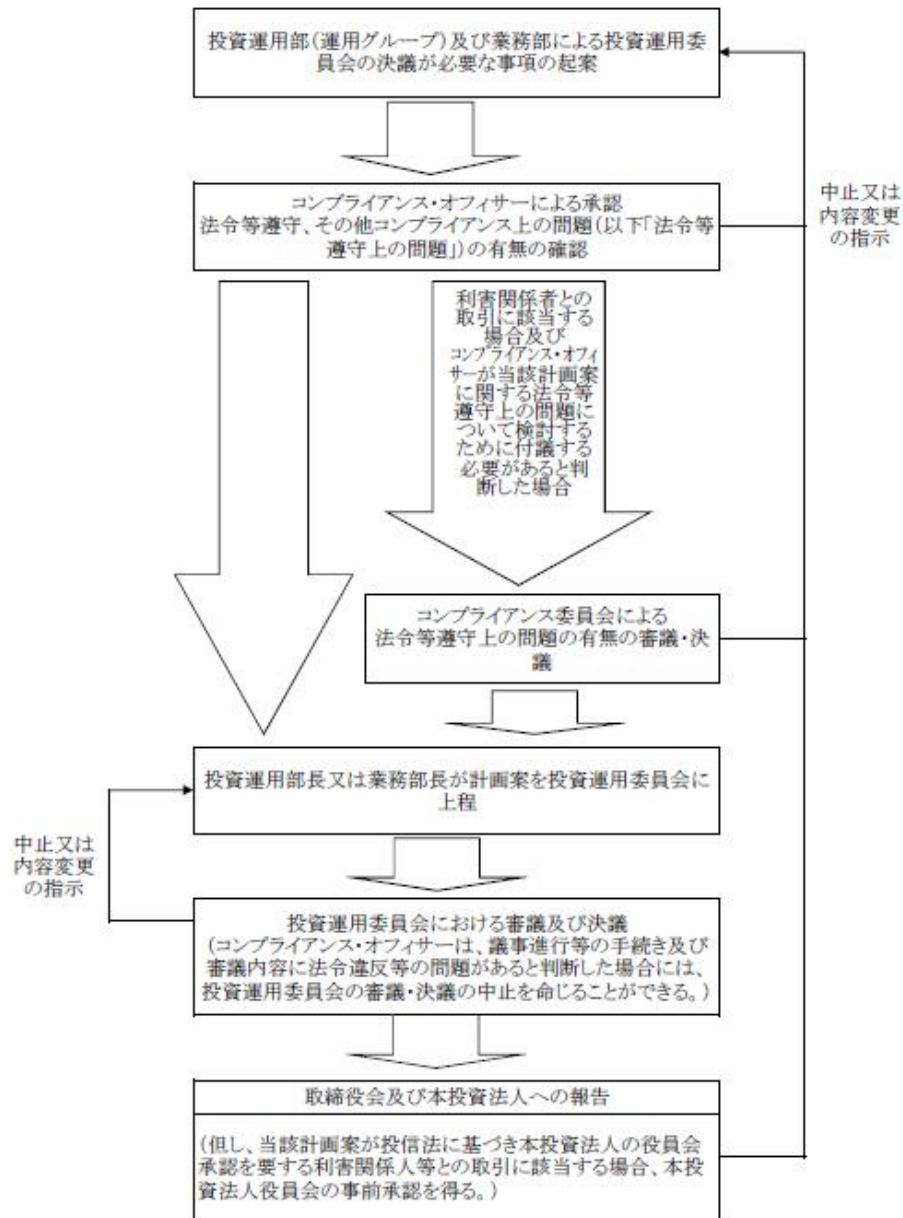 投資運用部（運用グループ）及び業務部による投資運用委
員会の決議が必要な事項の起案
コンプライアンス・オフィサーによる承認
法令等遵守、その他コンプライアンス上の問題（以下「法令等
遵守上の問題」）の有無の確認
中止又は
内容変更
の指示
利害関係者との
取引に該当する
場合及び
コンプライアンス・オフィ
サーが当該計画案
に関する法令等
遵守上の問題に
ついて検討する
ために付議する
必要があると判
断した場合
コンプライアンス委員会による
法令等遵守上の問題の有無の審議・決
議
投資運用部長又は業務部長が計画案を投資運用委員会に
上程
中止又は
内容変更
の指示
投資運用委員会における審議及び決議
（コンプライアンス・オフィサーは、議事進行等の手続き及び
審議内容に法令違反等の問題があると判断した場合には、
投資運用委員会の審議・決議の中止を命じることができる。）
取締役会及び本投資法人への報告
（但し、当該計画案が投信法に基づき本投資法人の役員会
承認を要する利害関係人等との取引に該当する場合、本投
資法人役員会の事前承認を得る。）